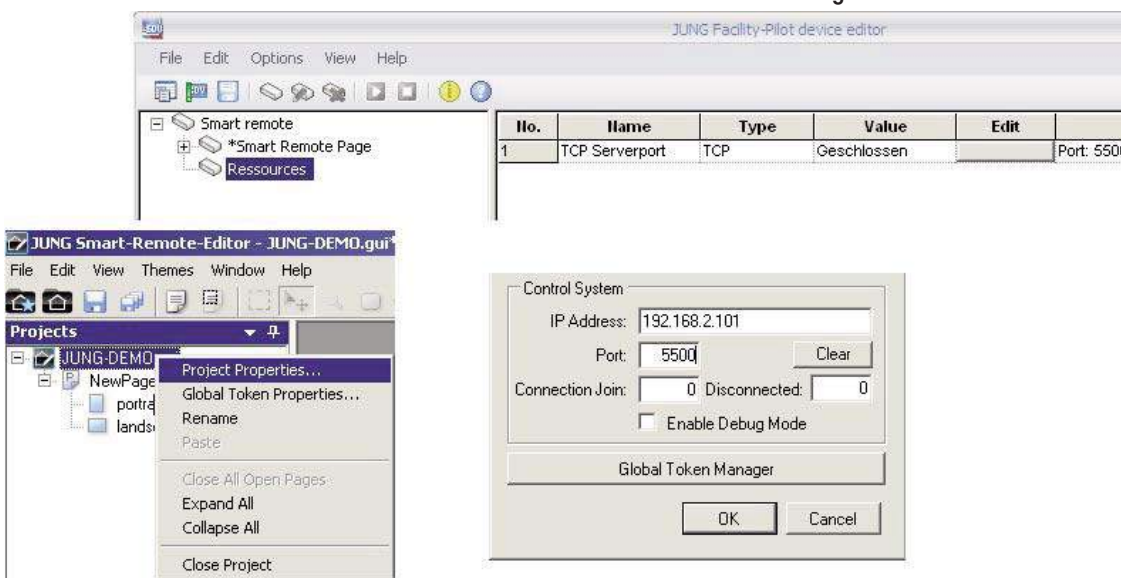 JUNG Facility-Pilot device editor
File Edit Options View Help
Smart remote
*Smart Remote Page
Ressources
No. Name Type Value Edit
1 TCP Serverport TCP Geschlossen Port: 550
JUNG Smart-Remote-Editor - JUNG-DEMO.gui*
File Edit View Themes Window Help
Projects
JUNG-DEMO
NewPage
portra
lands
Project Properties...
Global Token Properties...
Rename
Paste
Close All Open Pages
Expand All
Collapse All
Close Project
Control System
IP Address: 192.168.2.101
Port: 5500 Clear
Connection Join: 0 Disconnected: 0
Enable Debug Mode
Global Token Manager
OK Cancel